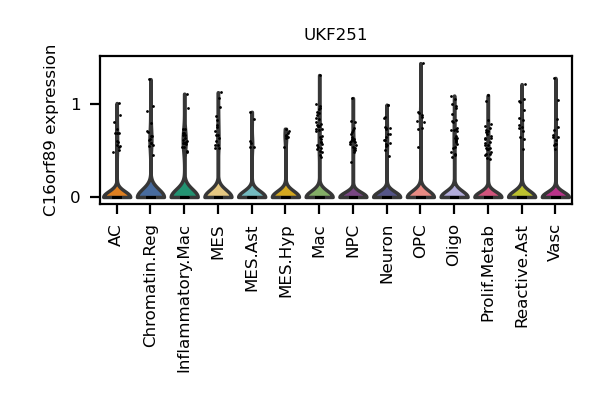 UKF251
C16orf89 expression
1
0
AC
Chromatin.Reg
Inflammatory.Mac
MES
MES.Ast
MES.Hyp
Mac
NPC
Neuron
OPC
Oligo
Prolif.Metab
Reactive.Ast
Vasc